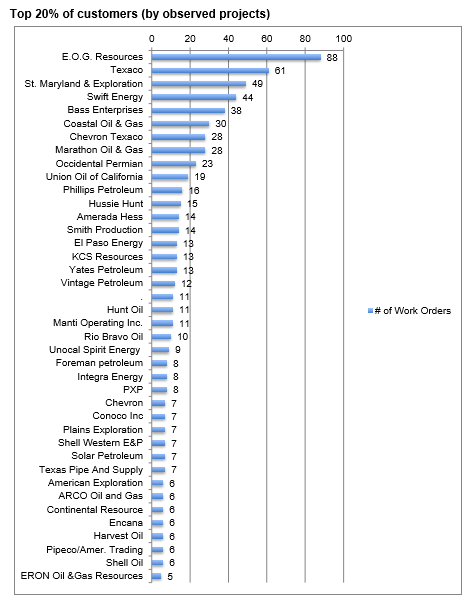 Top 20% of customers (by observed projects)
0 20 40 60 80 100
E.O.G. Resources 88
Texaco 61
St. Maryland & Exploration 49
Swift Energy 44
Bass Enterprises 38
Coastal Oil & Gas 30
Chevron Texaco 28
Marathon Oil & Gas 28
Occidental Permian 23
Union Oil of California 19
Phillips Petroleum 16
Hussie Hunt 15
Amerada Hess 14
Smith Production 14
El Paso Energy 13
KCS Resources 13
Yates Petroleum 13
Vintage Petroleum 12
. 11
Hunt Oil 11
# of Work Orders
Manti Operating Inc. 11
Rio Bravo Oil 10
Unocal Spirit Energy 9
Foreman petroleum 8
Integra Energy 8
PXP 8
Chevron 7
Conoco Inc 7
Plains Exploration 7
Shell Western E&P 7
Solar Petroleum 7
Texas Pipe And Supply 7
American Exploration 6
ARCO Oil and Gas 6
Continental Resource 6
Encana 6
Harvest Oil 6
Pipeco/Amer. Trading 6
Shell Oil 6
ERON Oil &Gas Resources 5